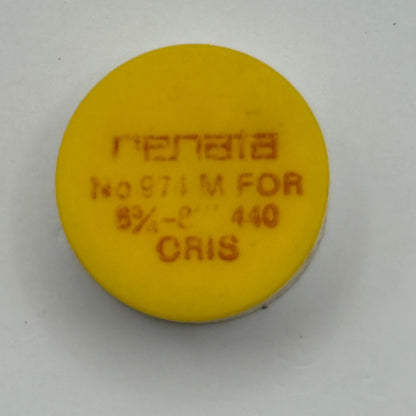 renata
No 974 M FOR
6¾-8''' 440
CRIS